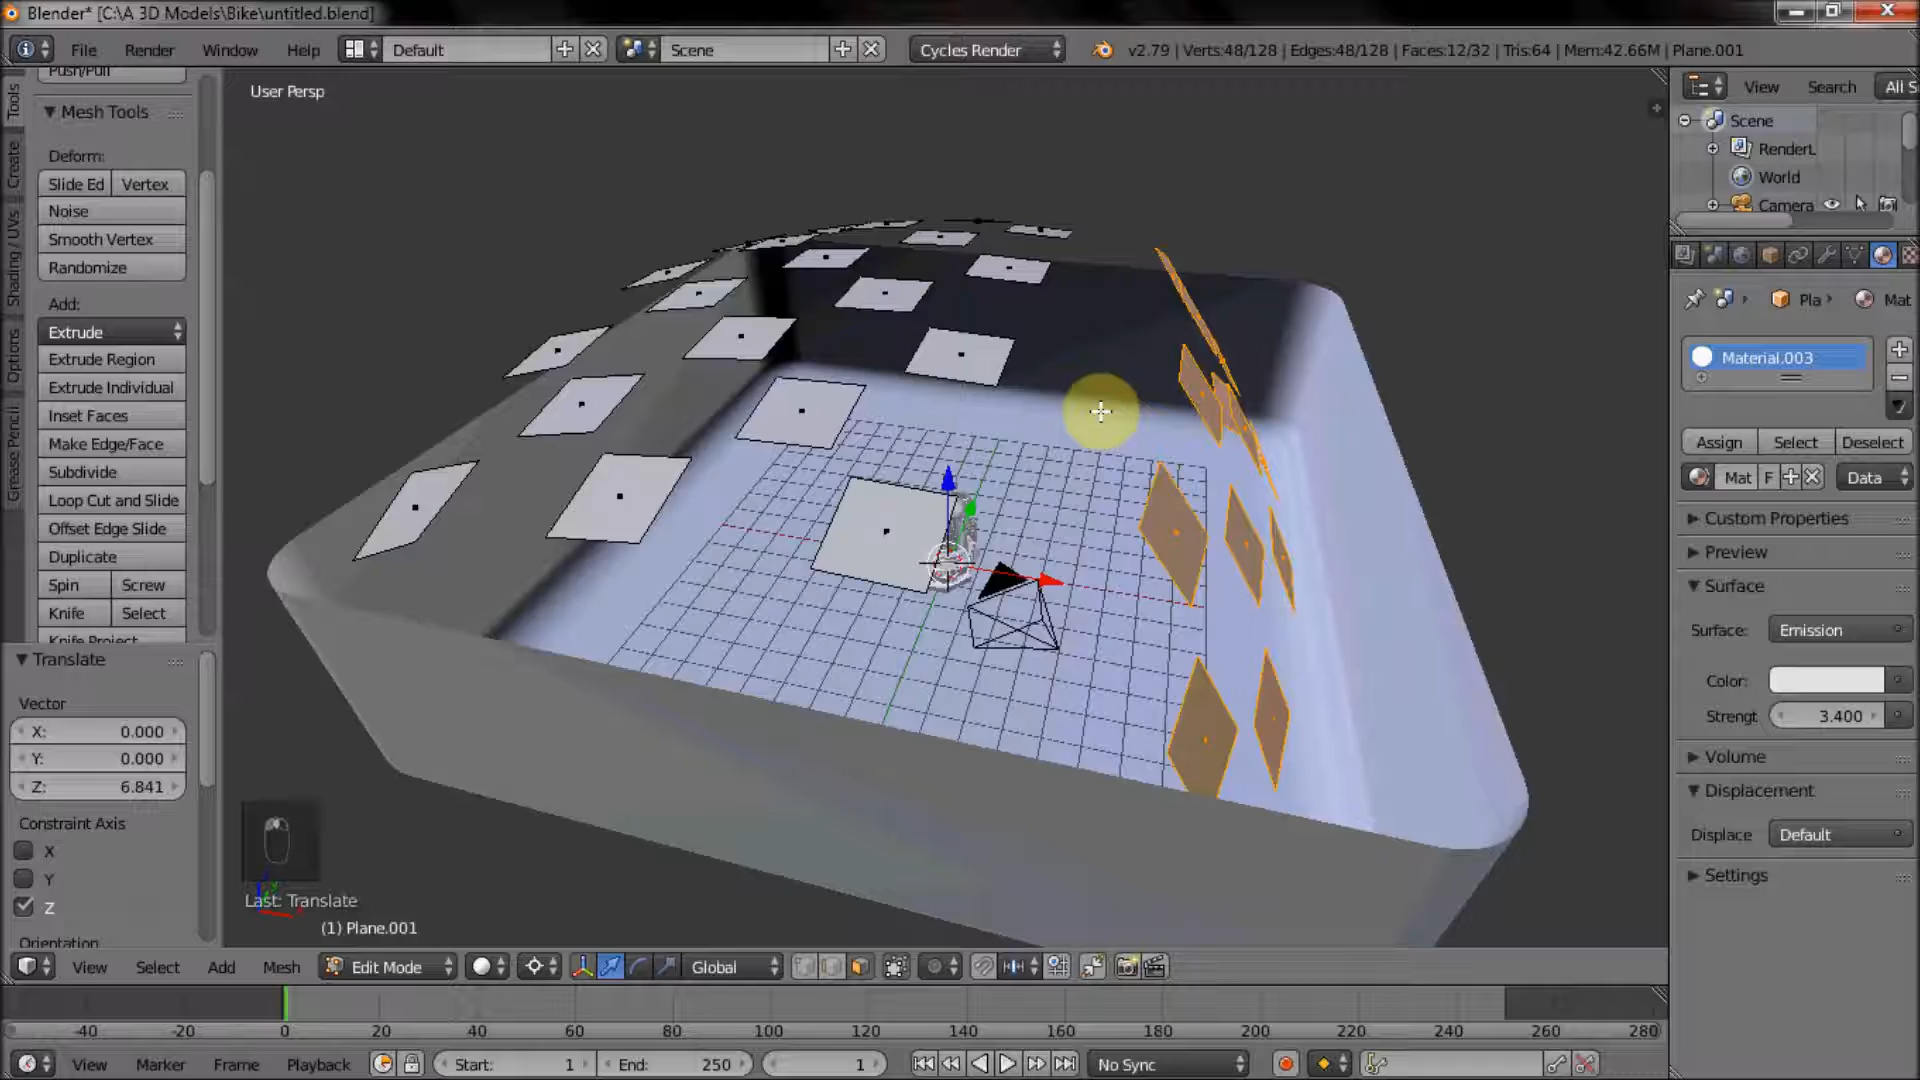 Blender* [C:\A 3D Models\Bike\untitled.blend]
File Render Window Help Default Scene Cycles Render v2.79 | Verts:48/128 | Edges:48/128 | Faces:12/32 | Tris:64 | Mem:42.66M | Plane.001
Push/Pull
Mesh Tools
Deform:
Slide Ed Vertex
Noise
Smooth Vertex
Randomize
Add:
Extrude
Extrude Region
Extrude Individual
Inset Faces
Make Edge/Face
Subdivide
Loop Cut and Slide
Offset Edge Slide
Duplicate
Spin Screw
Knife Select
Knife Project
Tools
Create
Shading / UVs
Options
Grease Pencil
Translate
Vector
X: 0.000
Y: 0.000
Z: 6.841
Constraint Axis
X
Y
Z
Orientation
User Persp
Last: Translate
(1) Plane.001
View Search All S
Scene
RenderL
World
Camera
Pla Mat
Material.003
Assign Select Deselect
Mat F Data
Custom Properties
Preview
Surface
Surface: Emission
Color:
Strengt 3.400
Volume
Displacement
Displace Default
Settings
View Select Add Mesh Edit Mode Global
-40 -20 0 20 40 60 80 100 120 140 160 180 200 220 240 260 280
View Marker Frame Playback Start: 1 End: 250 1 No Sync